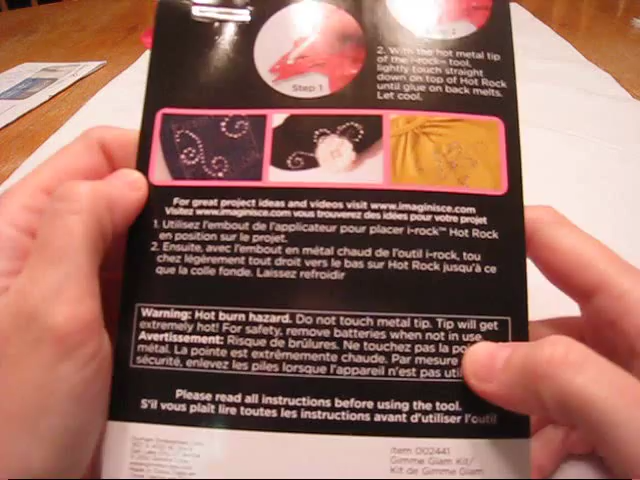 Step 1
2. With the hot metal tip
of the i-rock™ tool,
lightly touch straight
down on top of Hot Rock
until glue on back melts.
Let cool.
For great project ideas and videos visit www.imaginisce.com
Visitez www.imaginisce.com vous trouverez des idées pour votre projet
1. Utilisez l'embout de l'applicateur pour placer i-rock™ Hot Rock
en position sur le projet.
2. Ensuite, avec l'embout en métal chaud de l'outil i-rock, tou
chez légèrement tout droit vers le bas sur Hot Rock jusqu'à ce
que la colle fonde. Laissez refroidir
Warning: Hot burn hazard. Do not touch metal tip. Tip will get
extremely hot! For safety, remove batteries when not in use
Avertissement: Risque de brûlures. Ne touchez pas la
métal. La pointe est extrêmement chaude. Par mesure
sécurité, enlevez les piles lorsque l'appareil n'est pas
Please read all instructions before using the tool.
S'il vous plaît lire toutes les instructions avant d'utiliser l'outil
Item 002441
Gimme Glam Kit/
Kit de Gimme Glam